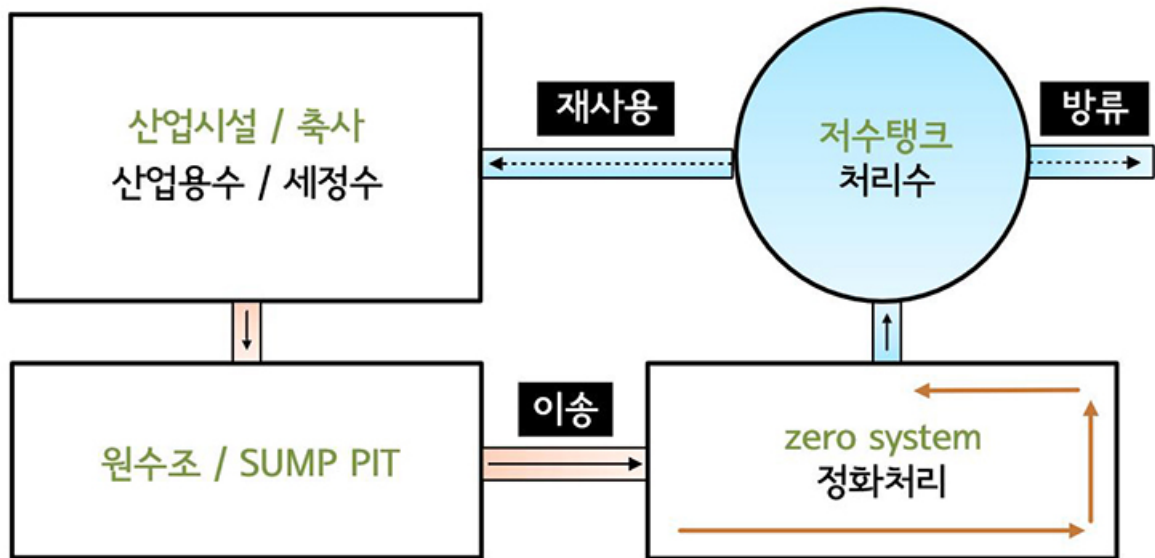 산업시설 / 축사
산업용수 / 세정수
재사용
저수탱크
처리수
방류
원수조 / SUMP PIT
이송
zero system
정화처리